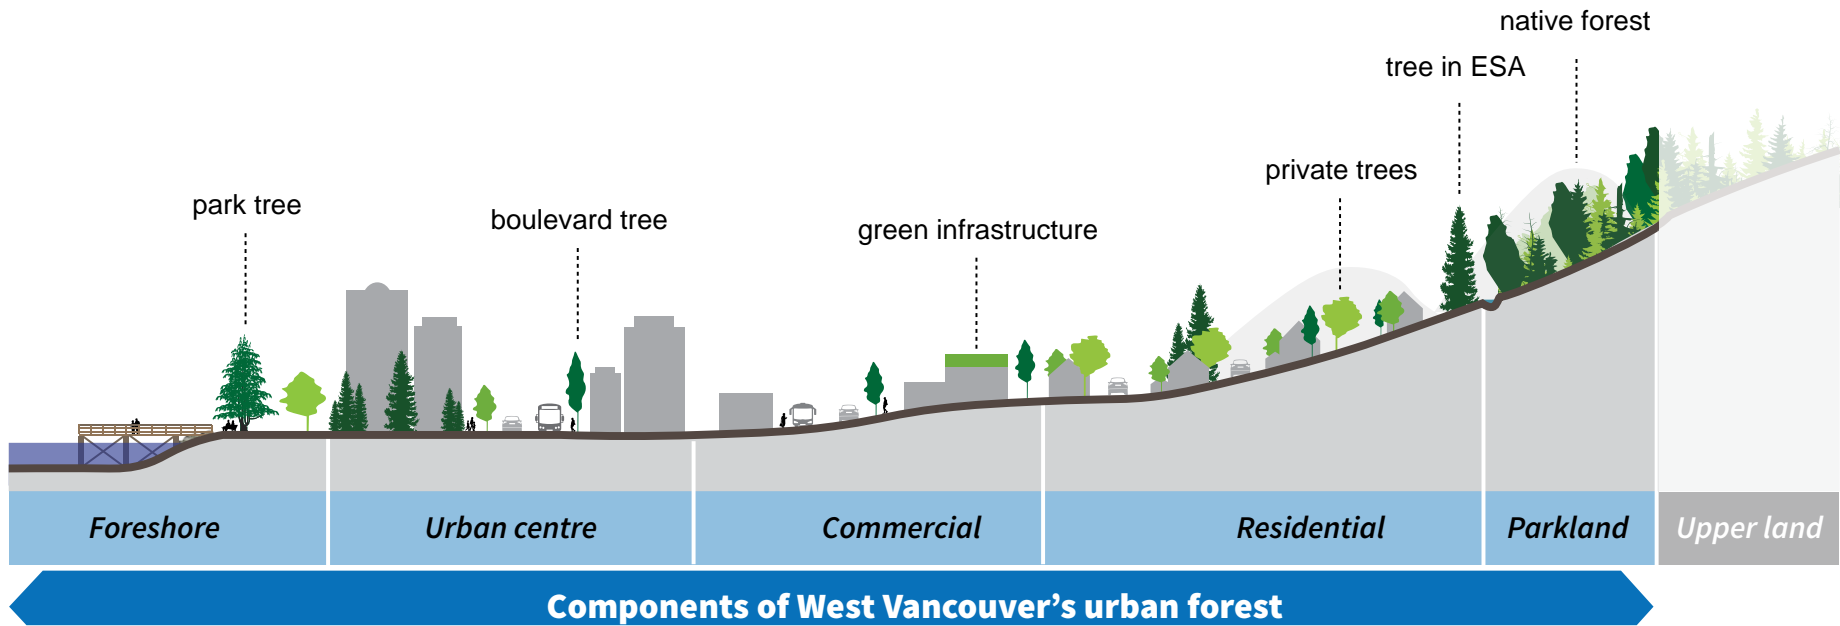 native forest
tree in ESA
private trees
park tree
boulevard tree
green infrastructure
Foreshore
Urban centre
Commercial
Residential
Parkland
Upper land
Components of West Vancouver's urban forest